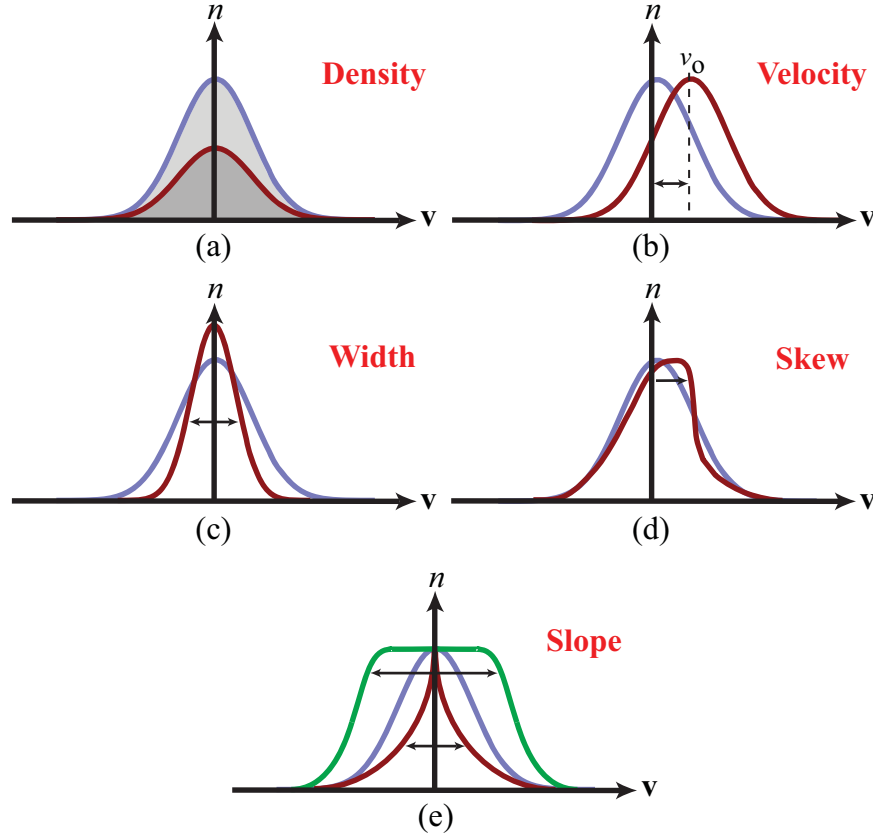 n
Density
v
(a)
n
v₀
Velocity
v
(b)
n
Width
v
(c)
n
Skew
v
(d)
n
Slope
v
(e)